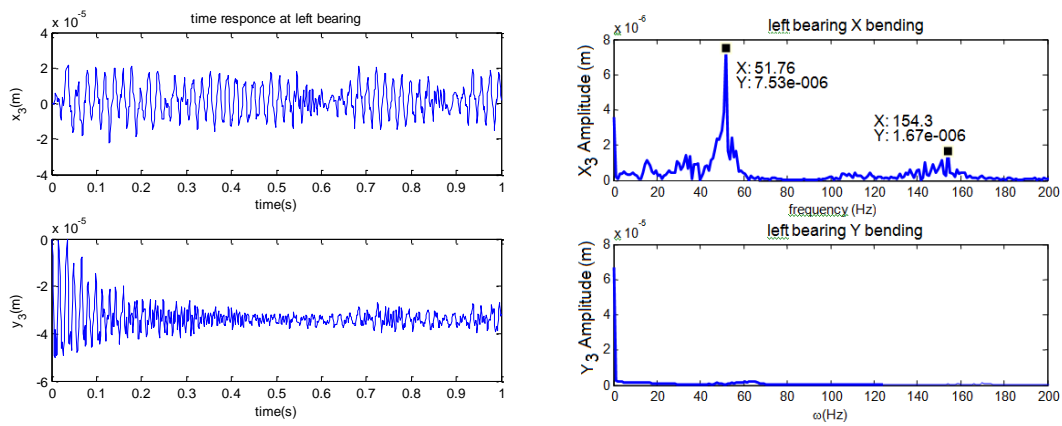 time responce at left bearing
x 10^-5
x_3(m)
4
2
0
-2
-4
0 0.1 0.2 0.3 0.4 0.5 0.6 0.7 0.8 0.9 1
time(s)
x 10^-5
y_3(m)
0
-2
-4
-6
0 0.1 0.2 0.3 0.4 0.5 0.6 0.7 0.8 0.9 1
time(s)
left bearing X bending
x 10^-6
X_3 Amplitude (m)
8
6
4
2
0
X: 51.76
Y: 7.53e-006
X: 154.3
Y: 1.67e-006
0 20 40 60 80 100 120 140 160 180 200
frequency (Hz)
left bearing Y bending
x 10^-5
Y_3 Amplitude (m)
8
6
4
2
0
0 20 40 60 80 100 120 140 160 180 200
ω(Hz)